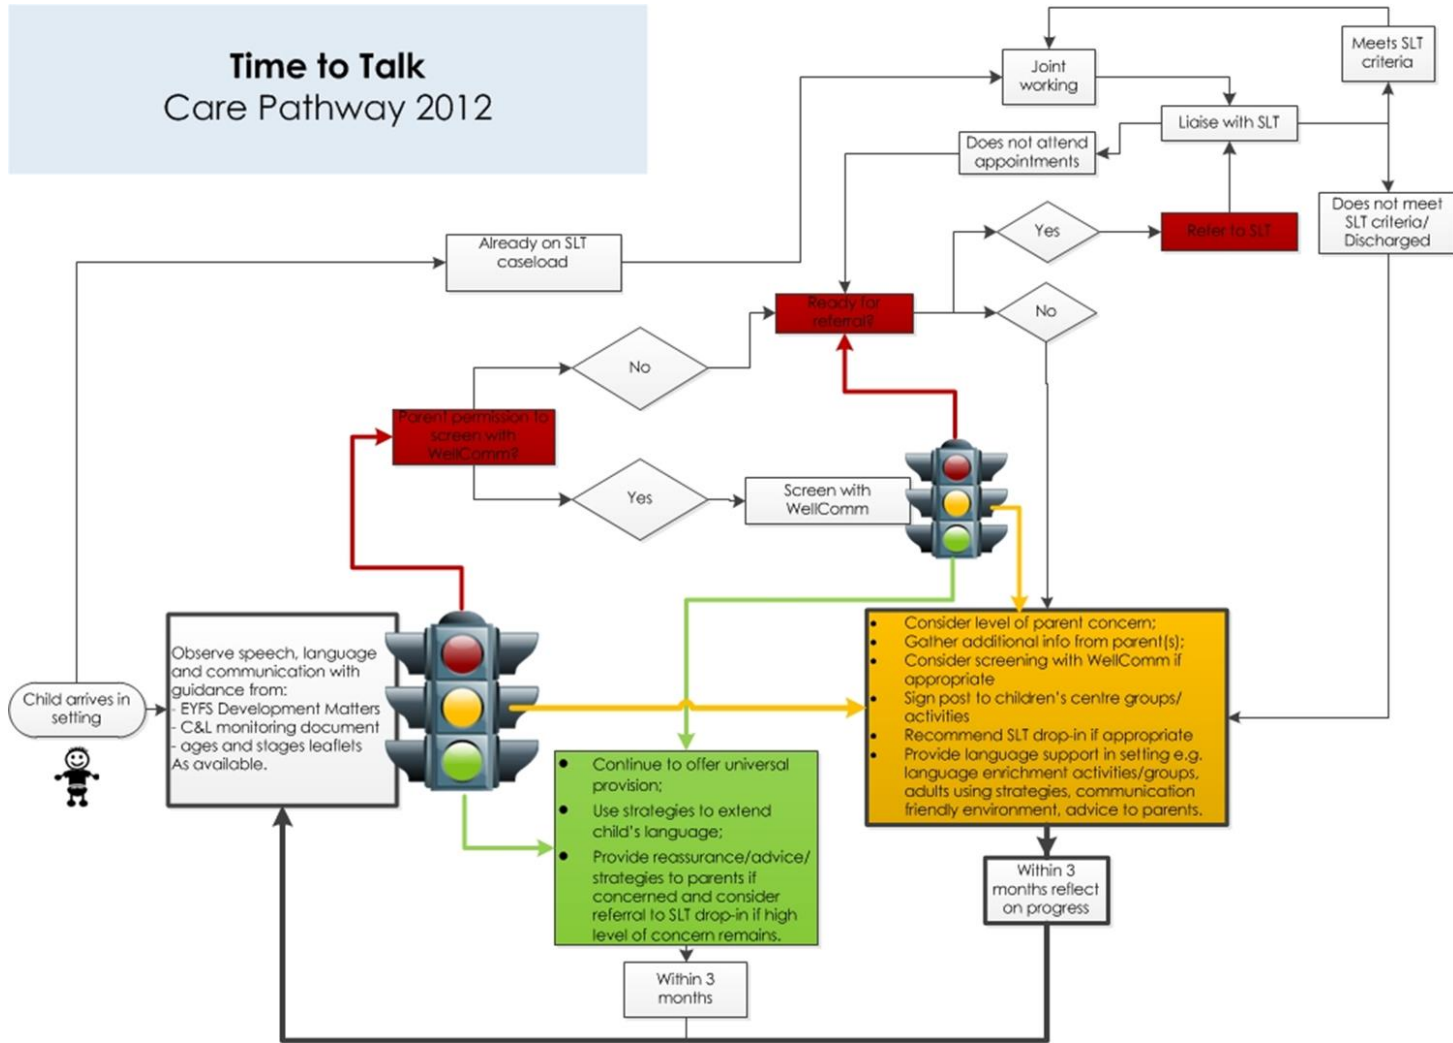 Time to Talk
Care Pathway 2012
Meets SLT
criteria
Joint
working
Liaise with SLT
Does not attend
appointments
Does not meet
SLT criteria/
Discharged
Yes
Refer to SLT
Already on SLT
caseload
Ready for
referral?
No
No
Parent permission to
screen with
WellComm?
Yes
Screen with
WellComm
Child arrives in
setting
Observe speech, language
and communication with
guidance from:
- EYFS Development Matters
- C&L monitoring document
- ages and stages leaflets
As available.
• Consider level of parent concern;
• Gather additional info from parent(s);
• Consider screening with WellComm if
appropriate
• Sign post to children's centre groups/
activities
• Recommend SLT drop-in if appropriate
• Provide language support in setting e.g.
language enrichment activities/groups,
adults using strategies, communication
friendly environment, advice to parents.
• Continue to offer universal
provision;
• Use strategies to extend
child's language;
• Provide reassurance/advice/
strategies to parents if
concerned and consider
referral to SLT drop-in if high
level of concern remains.
Within 3
months reflect
on progress
Within 3
months